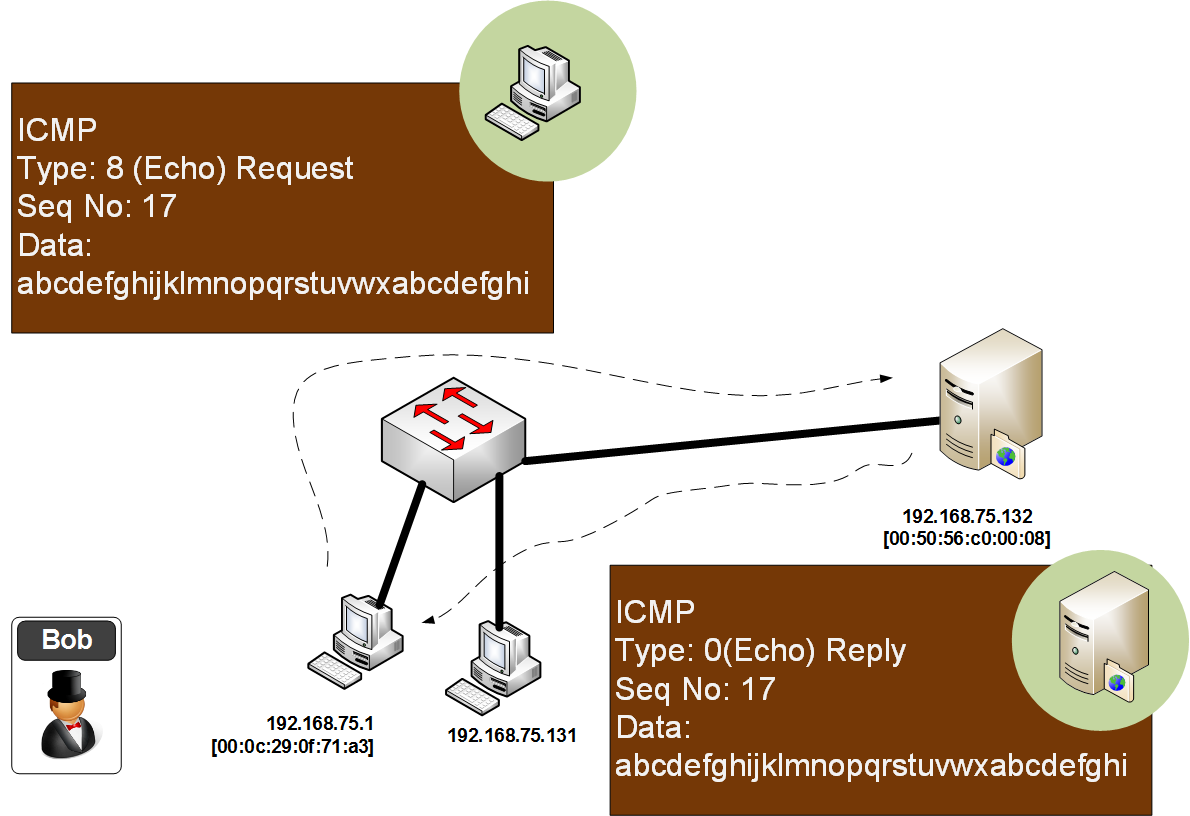 ICMP
Type: 8 (Echo) Request
Seq No: 17
Data:
abcdefghijklmnopqrstuvwxabcdefghi
192.168.75.132
[00:50:56:c0:00:08]
Bob
192.168.75.1
[00:0c:29:0f:71:a3]
192.168.75.131
ICMP
Type: 0(Echo) Reply
Seq No: 17
Data:
abcdefghijklmnopqrstuvwxabcdefghi